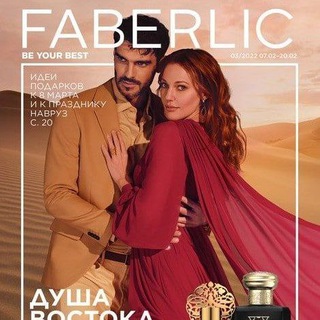 FABERLIC
BE YOUR BEST
03/2022 07.02–20.02
ИДЕИ
ПОДАРКОВ
К 8 МАРТА
И К ПРАЗДНИКУ
НАВРУЗ
С. 20
ДУША
ВОСТОКА